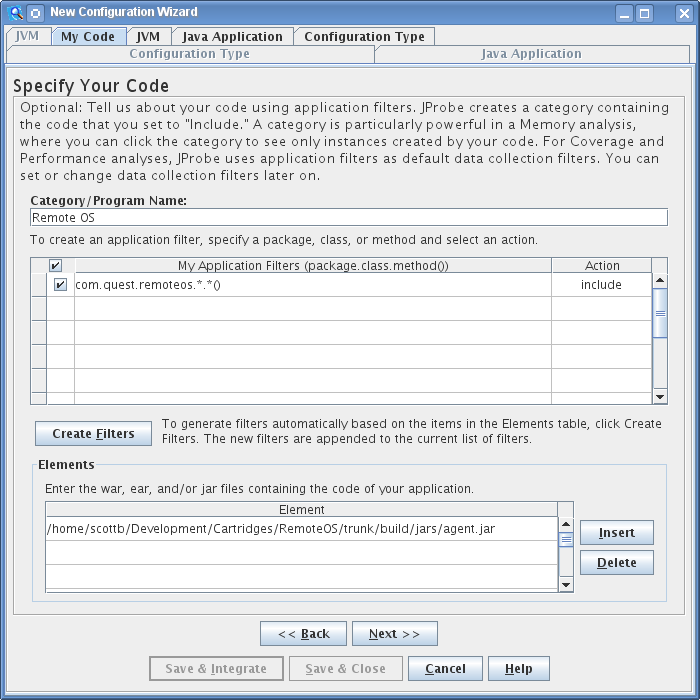 New Configuration Wizard
JVM My Code JVM Java Application Configuration Type
Configuration Type Java Application
Specify Your Code
Optional: Tell us about your code using application filters. JProbe creates a category containing
the code that you set to "Include." A category is particularly powerful in a Memory analysis,
where you can click the category to see only instances created by your code. For Coverage and
Performance analyses, JProbe uses application filters as default data collection filters. You can
set or change data collection filters later on.
Category/Program Name:
Remote OS
To create an application filter, specify a package, class, or method and select an action.
My Application Filters (package.class.method()) Action
com.quest.remoteos.*.*() include
Create Filters
To generate filters automatically based on the items in the Elements table, click Create
Filters. The new filters are appended to the current list of filters.
Elements
Enter the war, ear, and/or jar files containing the code of your application.
Element
/home/scottb/Development/Cartridges/RemoteOS/trunk/build/jars/agent.jar
Insert
Delete
<< Back Next >>
Save & Integrate Save & Close Cancel Help